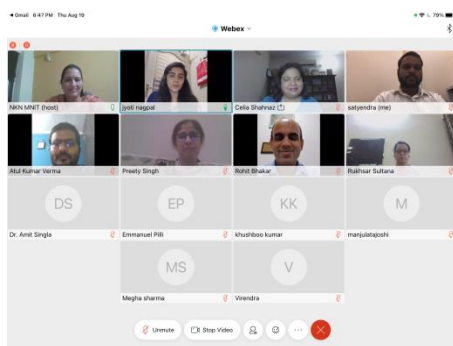 Gmail 6:47 PM Thu Aug 19
79%
Webex
NKN MNIT (host)
jyoti nagpal
Celia Shahnaz
satyendra (me)
Atul Kumar Verma
Preety Singh
Rohit Bhakar
Rukhsar Sultana
DS
EP
KK
M
Dr. Amit Singla
Emmanuel Pilli
khushboo kumar
manjulatajoshi
MS
V
Megha sharma
Virendra
Unmute
Stop Video